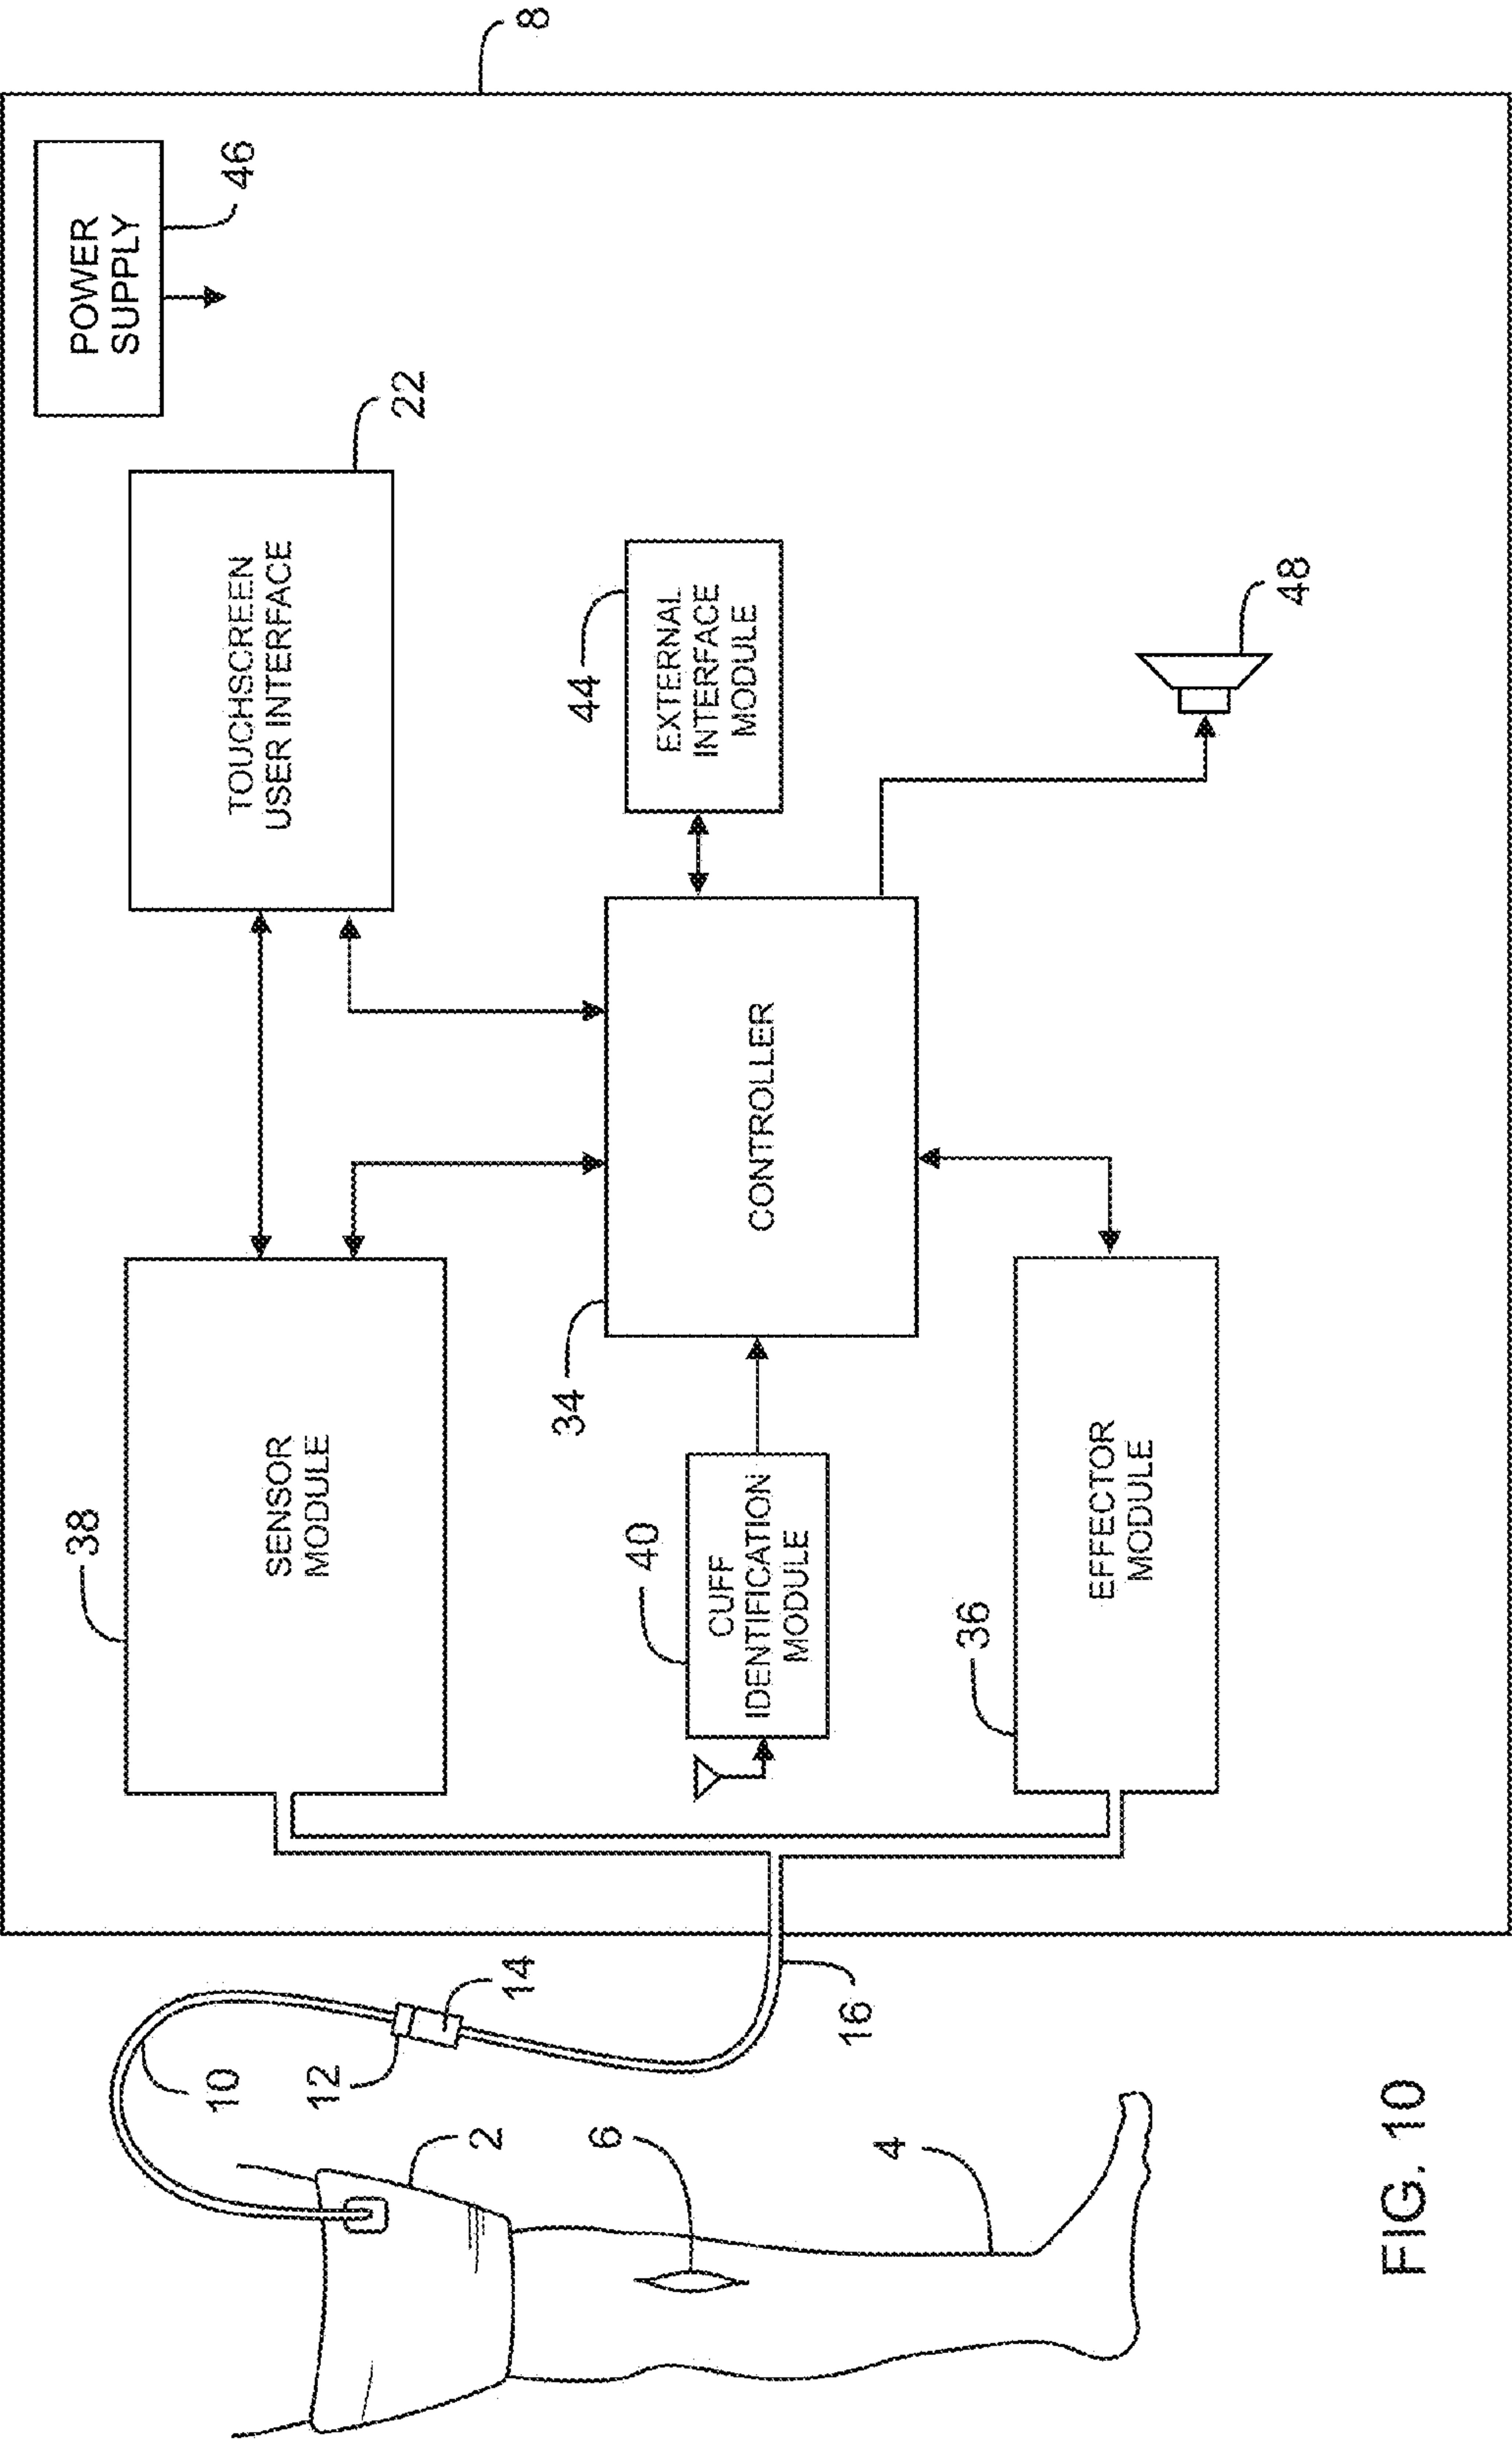 38
SENSOR
MODULE
TOUCHSCREEN
USER INTERFACE
22
POWER
SUPPLY
46
8
10
12
14
2
6
4
16
40
CUFF
IDENTIFICATION
MODULE
34
CONTROLLER
44
EXTERNAL
INTERFACE
MODULE
36
EFFECTOR
MODULE
48
FIG. 10